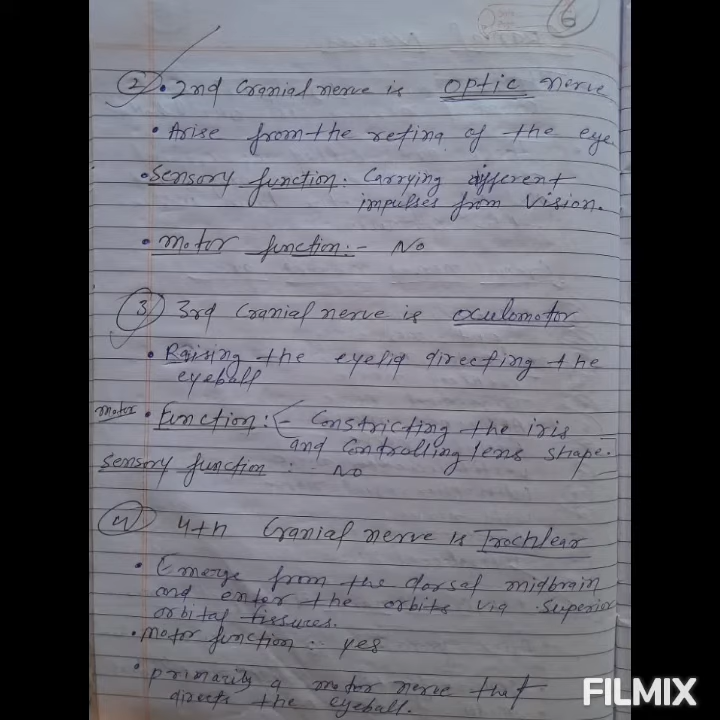 6
2 • 2nd Cranial nerve is optic nerve
• Arise from the retina of the eye
• Sensory function: Carrying different
impulses from vision.
• motor function:- No
3 3rd Cranial nerve is oculomotor
• Raising the eyelid directing the
eyeball
motor • Function:- Constricting the iris
and Controlling lens shape.
Sensory function :- No
4 4th Cranial nerve is Trochlear
• Emerge from the dorsal midbrain
and enter the orbits via Superior
orbital fissures.
• motor function:- yes
• primarily a motor nerve that
directs the eyeball.
FILMIX